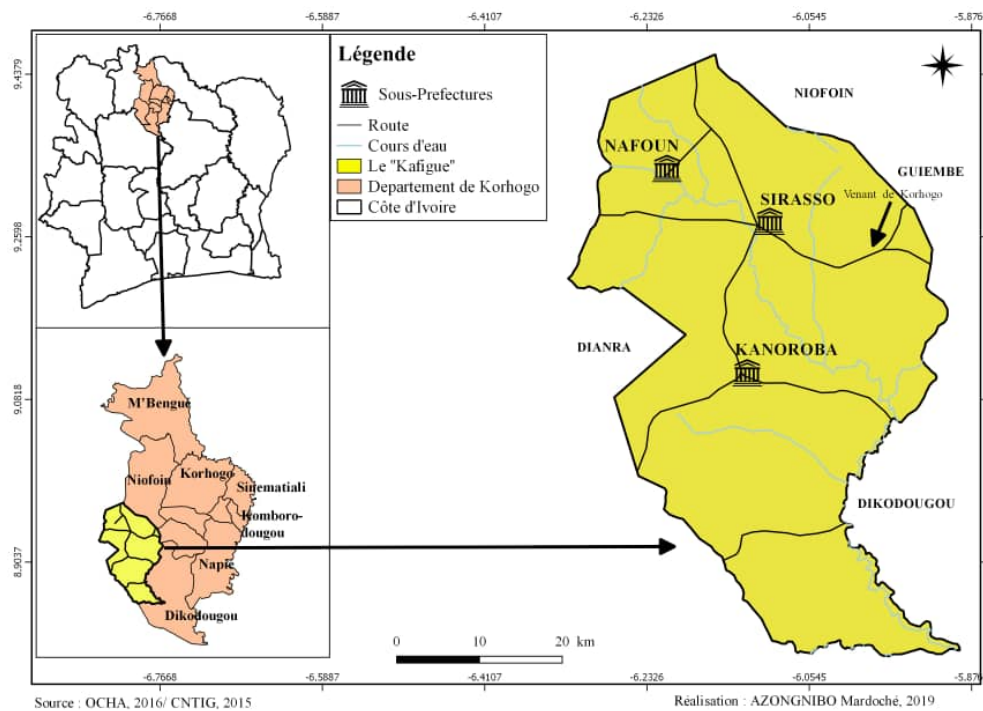 -6.7668 -6.5887 -6.4107 -6.2326 -6.0545 -5.876
9.4379
9.2598
9.0818
8.9037
Légende
Sous-Prefectures
Route
Cours d'eau
Le "Kafigue"
Departement de Korhogo
Côte d'Ivoire
NIOFOIN
NAFOUN
GUIEMBE
SIRASSO
Venant de Korhogo
DIANRA
KANOROBA
DIKODOUGOU
M'Bengué
Korhogo
Niofoin
Sinematiali
Komboro-
dougou
Napié
Dikodougou
0 10 20 km
-6.7668 -6.5887 -6.4107 -6.2326 -6.0545 -5.876
Source : OCHA, 2016/ CNTIG, 2015
Réalisation : AZONGNIBO Mardoché, 2019